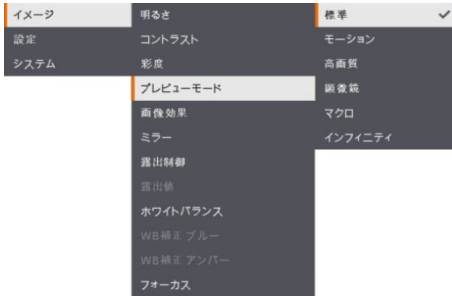 イメージ
設定
システム
明るさ
コントラスト
彩度
プレビューモード
画像効果
ミラー
露出制御
露出値
ホワイトバランス
WB補正 ブルー
WB補正 アンバー
フォーカス
標準
モーション
高画質
顕微鏡
マクロ
インフィニティ